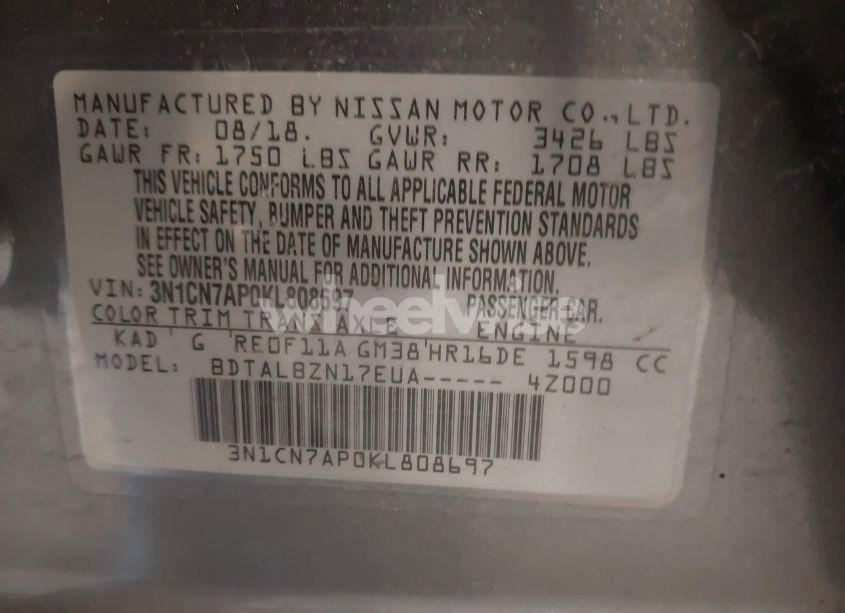 MANUFACTURED BY NISSAN MOTOR CO., LTD.
DATE: 08/18. GVWR: 3426 LBS
GAWR FR: 1750 LBS GAWR RR: 1708 LBS
THIS VEHICLE CONFORMS TO ALL APPLICABLE FEDERAL MOTOR
VEHICLE SAFETY, BUMPER AND THEFT PREVENTION STANDARDS
IN EFFECT ON THE DATE OF MANUFACTURE SHOWN ABOVE.
SEE OWNER'S MANUAL FOR ADDITIONAL INFORMATION.
VIN: 3N1CN7AP0KL808697 PASSENGER CAR.
COLOR TRIM TRANS AXLE ENGINE
KAD G RE0F11A GM38 HR16DE 1598 CC
MODEL: BDTALBZN17EUA----- 4Z000
3N1CN7AP0KL808697